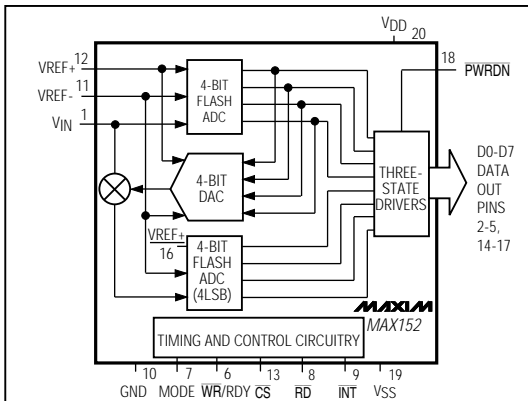 VDD
20
12
VREF+
11
VREF-
1
VIN
4-BIT
FLASH
ADC
18
PWRDN
4-BIT
DAC
THREE-
STATE
DRIVERS
D0-D7
DATA
OUT
PINS
2-5,
14-17
VREF+
16
4-BIT
FLASH
ADC
(4LSB)
MAXIM
MAX152
TIMING AND CONTROL CIRCUITRY
10 7 6 13 8 9 19
GND MODE WR/RDY CS RD INT VSS